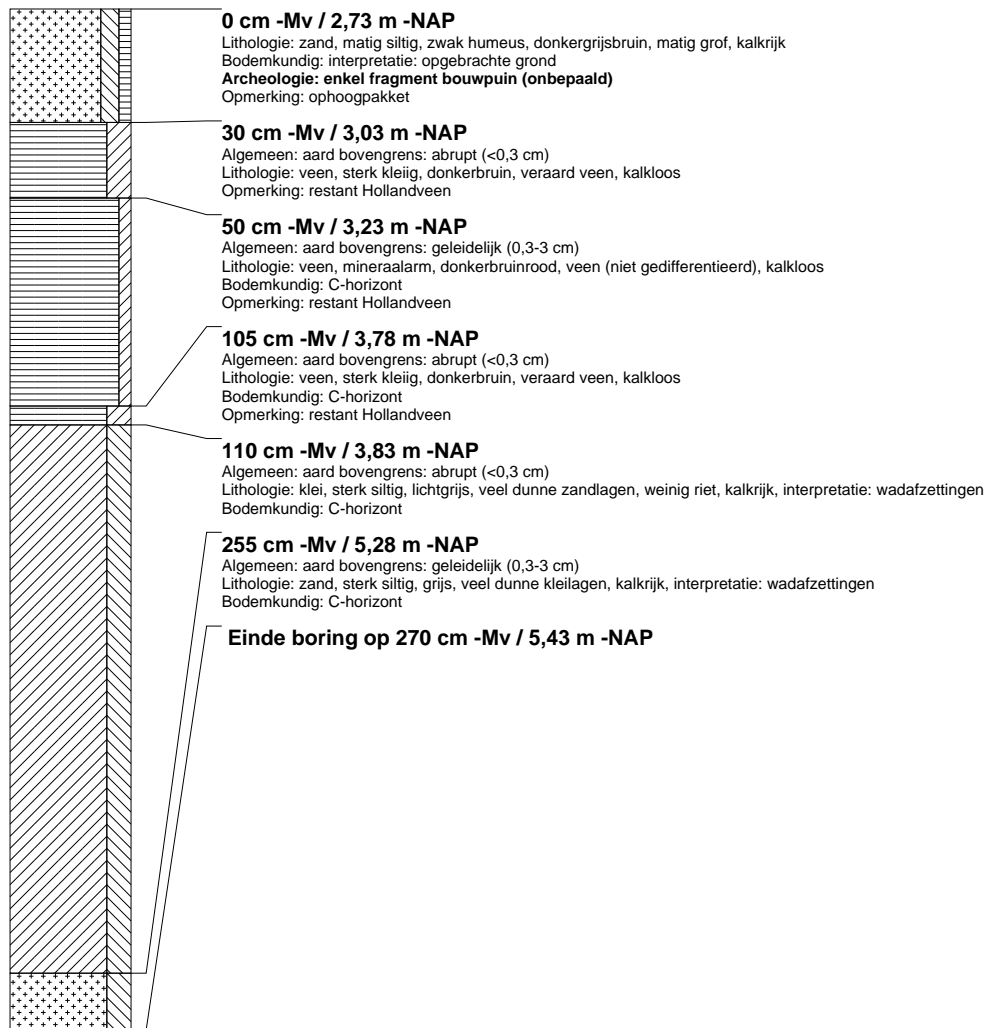 0 cm -Mv / 2,73 m -NAP
Lithologie: zand, matig siltig, zwak humeus, donkergrijsbruin, matig grof, kalkrijk
Bodemkundig: interpretatie: opgebrachte grond
Archeologie: enkel fragment bouwpuin (onbepaald)
Opmerking: ophoogpakket
30 cm -Mv / 3,03 m -NAP
Algemeen: aard bovengrens: abrupt (<0,3 cm)
Lithologie: veen, sterk kleiig, donkerbruin, veraard veen, kalkloos
Opmerking: restant Hollandveen
50 cm -Mv / 3,23 m -NAP
Algemeen: aard bovengrens: geleidelijk (0,3-3 cm)
Lithologie: veen, mineraalarm, donkerbruinrood, veen (niet gedifferentieerd), kalkloos
Bodemkundig: C-horizont
Opmerking: restant Hollandveen
105 cm -Mv / 3,78 m -NAP
Algemeen: aard bovengrens: abrupt (<0,3 cm)
Lithologie: veen, sterk kleiig, donkerbruin, veraard veen, kalkloos
Bodemkundig: C-horizont
Opmerking: restant Hollandveen
110 cm -Mv / 3,83 m -NAP
Algemeen: aard bovengrens: abrupt (<0,3 cm)
Lithologie: klei, sterk siltig, lichtgrijs, veel dunne zandlagen, weinig riet, kalkrijk, interpretatie: wadafzettingen
Bodemkundig: C-horizont
255 cm -Mv / 5,28 m -NAP
Algemeen: aard bovengrens: geleidelijk (0,3-3 cm)
Lithologie: zand, sterk siltig, grijs, veel dunne kleilagen, kalkrijk, interpretatie: wadafzettingen
Bodemkundig: C-horizont
Einde boring op 270 cm -Mv / 5,43 m -NAP